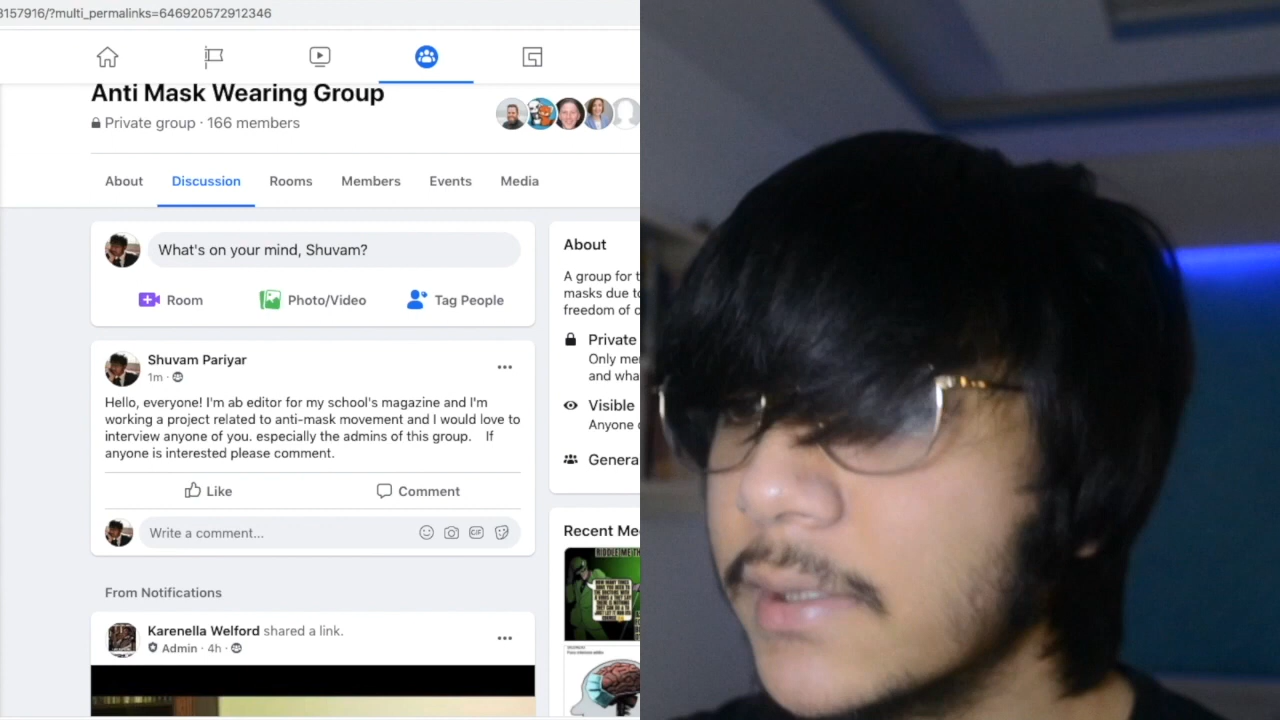 3157916/?multi_permalinks=646920572912346
Anti Mask Wearing Group
Private group · 166 members
About
Discussion
Rooms
Members
Events
Media
What's on your mind, Shuvam?
Room
Photo/Video
Tag People
Shuvam Pariyar
1m ·
Hello, everyone! I'm ab editor for my school's magazine and I'm
working a project related to anti-mask movement and I would love to
interview anyone of you. especially the admins of this group. If
anyone is interested please comment.
Like
Comment
Write a comment...
GIF
From Notifications
Karenella Welford shared a link.
Admin · 4h ·
About
A group for t
masks due to
freedom of c
Private
Only me
and wha
Visible
Anyone c
Genera
Recent Me